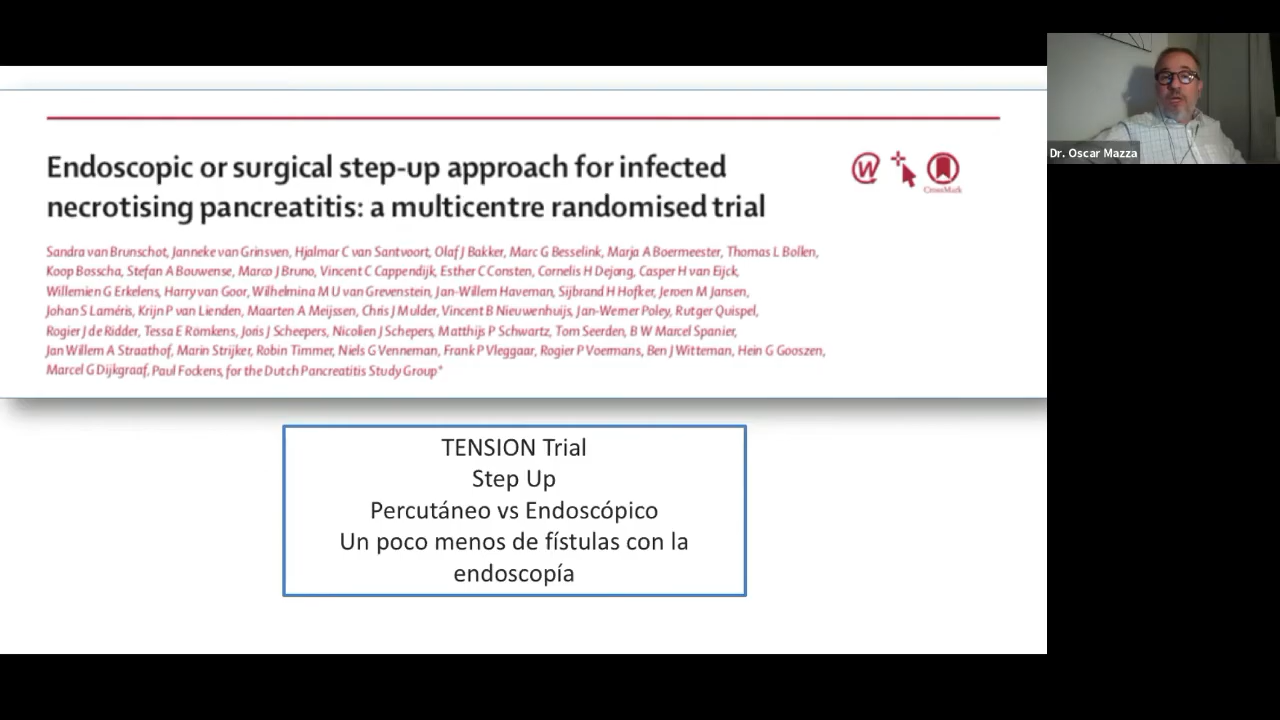 Endoscopic or surgical step-up approach for infected
necrotising pancreatitis: a multicentre randomised trial
CrossMark
Sandra van Brunschot, Janneke van Grinsven, Hjalmar C van Santvoort, Olaf J Bakker, Marc G Besselink, Marja A Boermeester, Thomas L Bollen,
Koop Bosscha, Stefan A Bouwense, Marco J Bruno, Vincent C Cappendijk, Esther C Consten, Cornelis H Dejong, Casper H van Eijck,
Willemien G Erkelens, Harry van Goor, Wilhelmina M U van Grevenstein, Jan-Willem Haveman, Sijbrand H Hofker, Jeroen M Jansen,
Johan S Laméris, Krijn P van Lienden, Maarten A Meijssen, Chris J Mulder, Vincent B Nieuwenhuijs, Jan-Werner Poley, Rutger Quispel,
Rogier J de Ridder, Tessa E Römkens, Joris J Scheepers, Nicolien J Schepers, Matthijs P Schwartz, Tom Seerden, B W Marcel Spanier,
Jan Willem A Straathof, Marin Strijker, Robin Timmer, Niels G Venneman, Frank P Vleggaar, Rogier P Voermans, Ben J Witteman, Hein G Gooszen,
Marcel G Dijkgraaf, Paul Fockens, for the Dutch Pancreatitis Study Group*
TENSION Trial
Step Up
Percutáneo vs Endoscópico
Un poco menos de fístulas con la
endoscopía
Dr. Oscar Mazza